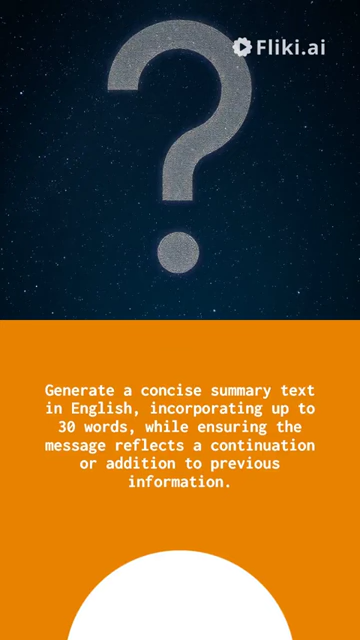 Fliki.ai
Generate a concise summary text
in English, incorporating up to
30 words, while ensuring the
message reflects a continuation
or addition to previous
information.